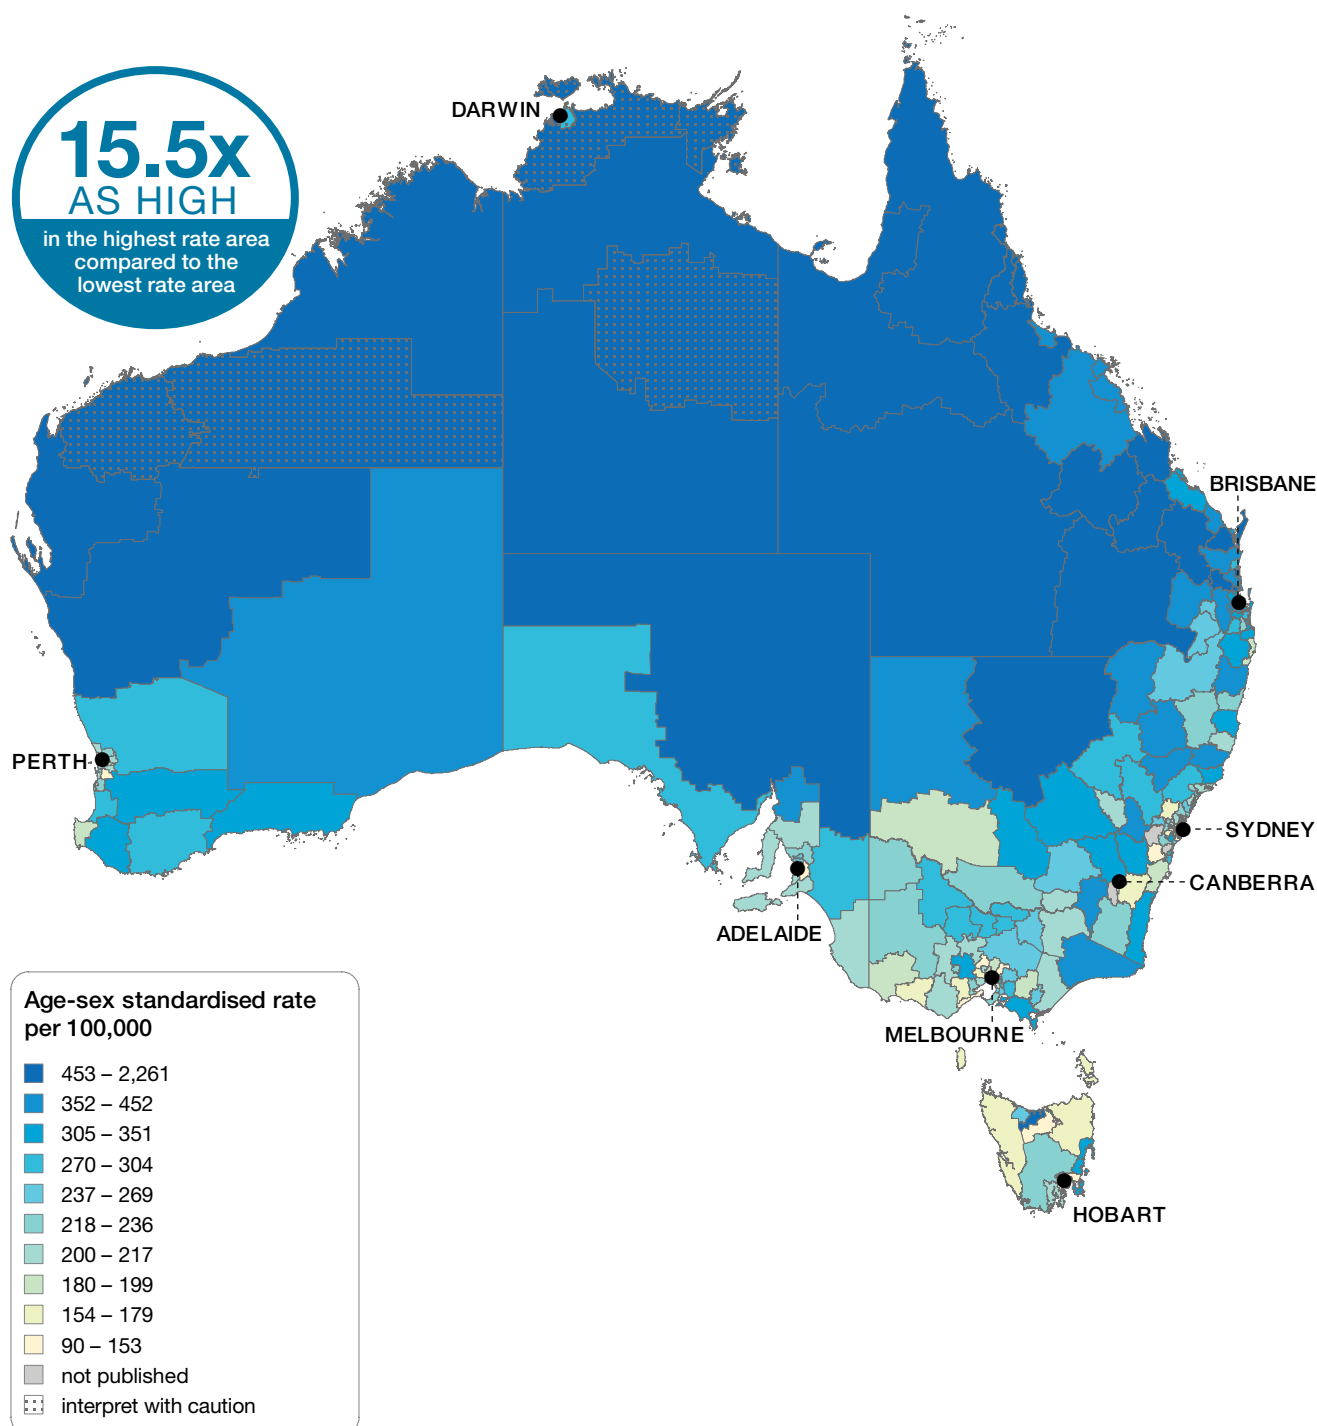 DARWIN
15.5x
AS HIGH
in the highest rate area
compared to the
lowest rate area
BRISBANE
PERTH
SYDNEY
CANBERRA
ADELAIDE
MELBOURNE
HOBART
Age-sex standardised rate
per 100,000
453 – 2,261
352 – 452
305 – 351
270 – 304
237 – 269
218 – 236
200 – 217
180 – 199
154 – 179
90 – 153
not published
interpret with caution